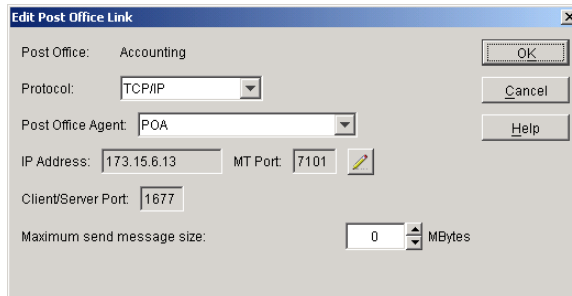 Edit Post Office Link
Post Office: Accounting
OK
Protocol: TCP/IP
Cancel
Post Office Agent: POA
Help
IP Address: 173.15.6.13 MT Port: 7101
Client/Server Port: 1677
Maximum send message size: 0 MBytes